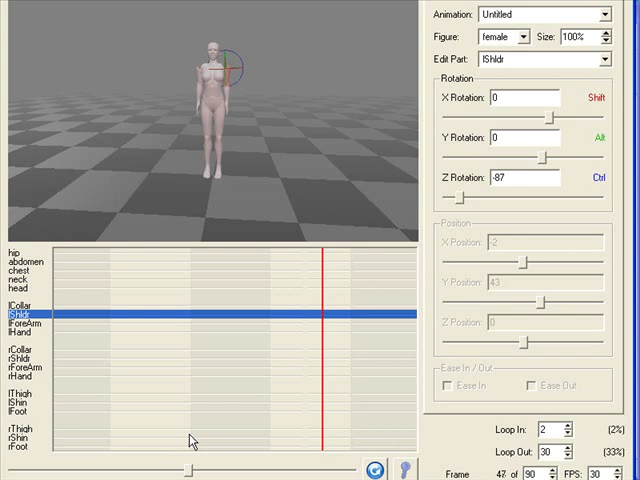 Animation: Untitled
Figure: female Size: 100%
Edit Part: lShldr
Rotation
X Rotation: 0 Shift
Y Rotation: 0 Alt
Z Rotation: -87 Ctrl
Position
X Position: -2
Y Position: 43
Z Position: 0
Ease In / Out
Ease In Ease Out
Loop In: 2 (2%)
Loop Out: 30 (33%)
Frame 47 of 90 FPS: 30
hip
abdomen
chest
neck
head
lCollar
lShldr
lForeArm
lHand
rCollar
rShldr
rForeArm
rHand
lThigh
lShin
lFoot
rThigh
rShin
rFoot